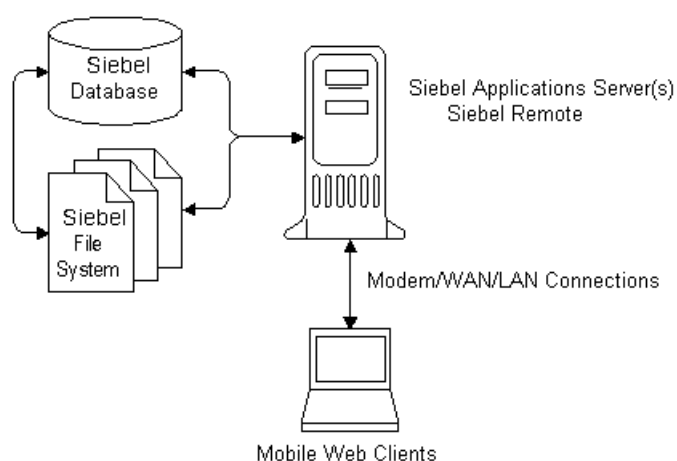 Siebel
Database
Siebel Applications Server(s)
Siebel Remote
Siebel
File
System
Modem/WAN/LAN Connections
Mobile Web Clients